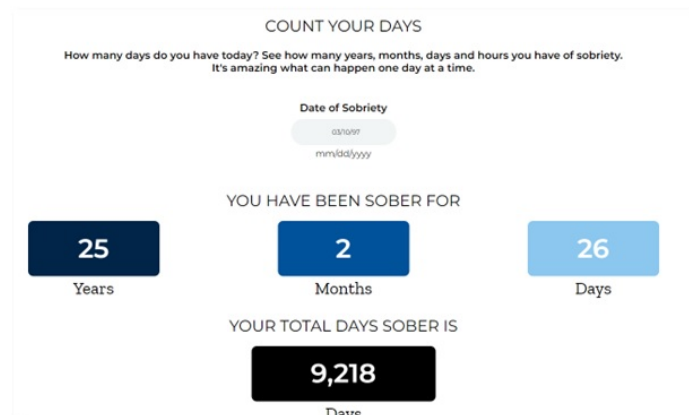 COUNT YOUR DAYS
How many days do you have today? See how many years, months, days and hours you have of sobriety.
It's amazing what can happen one day at a time.
Date of Sobriety
03/10/97
mm/dd/yyyy
YOU HAVE BEEN SOBER FOR
25
2
26
Years
Months
Days
YOUR TOTAL DAYS SOBER IS
9,218
Days